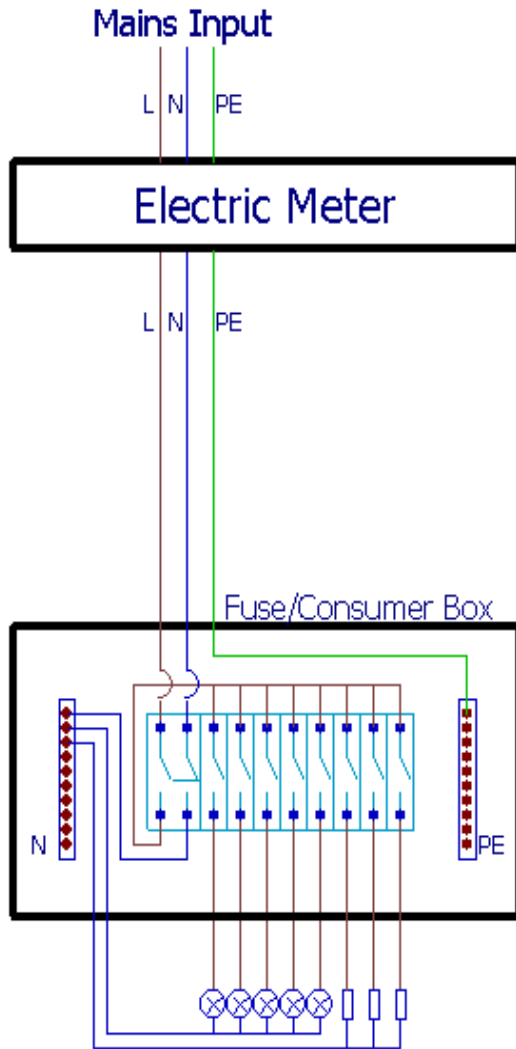 Mains Input
L N PE
Electric Meter
L N PE
Fuse/Consumer Box
N PE